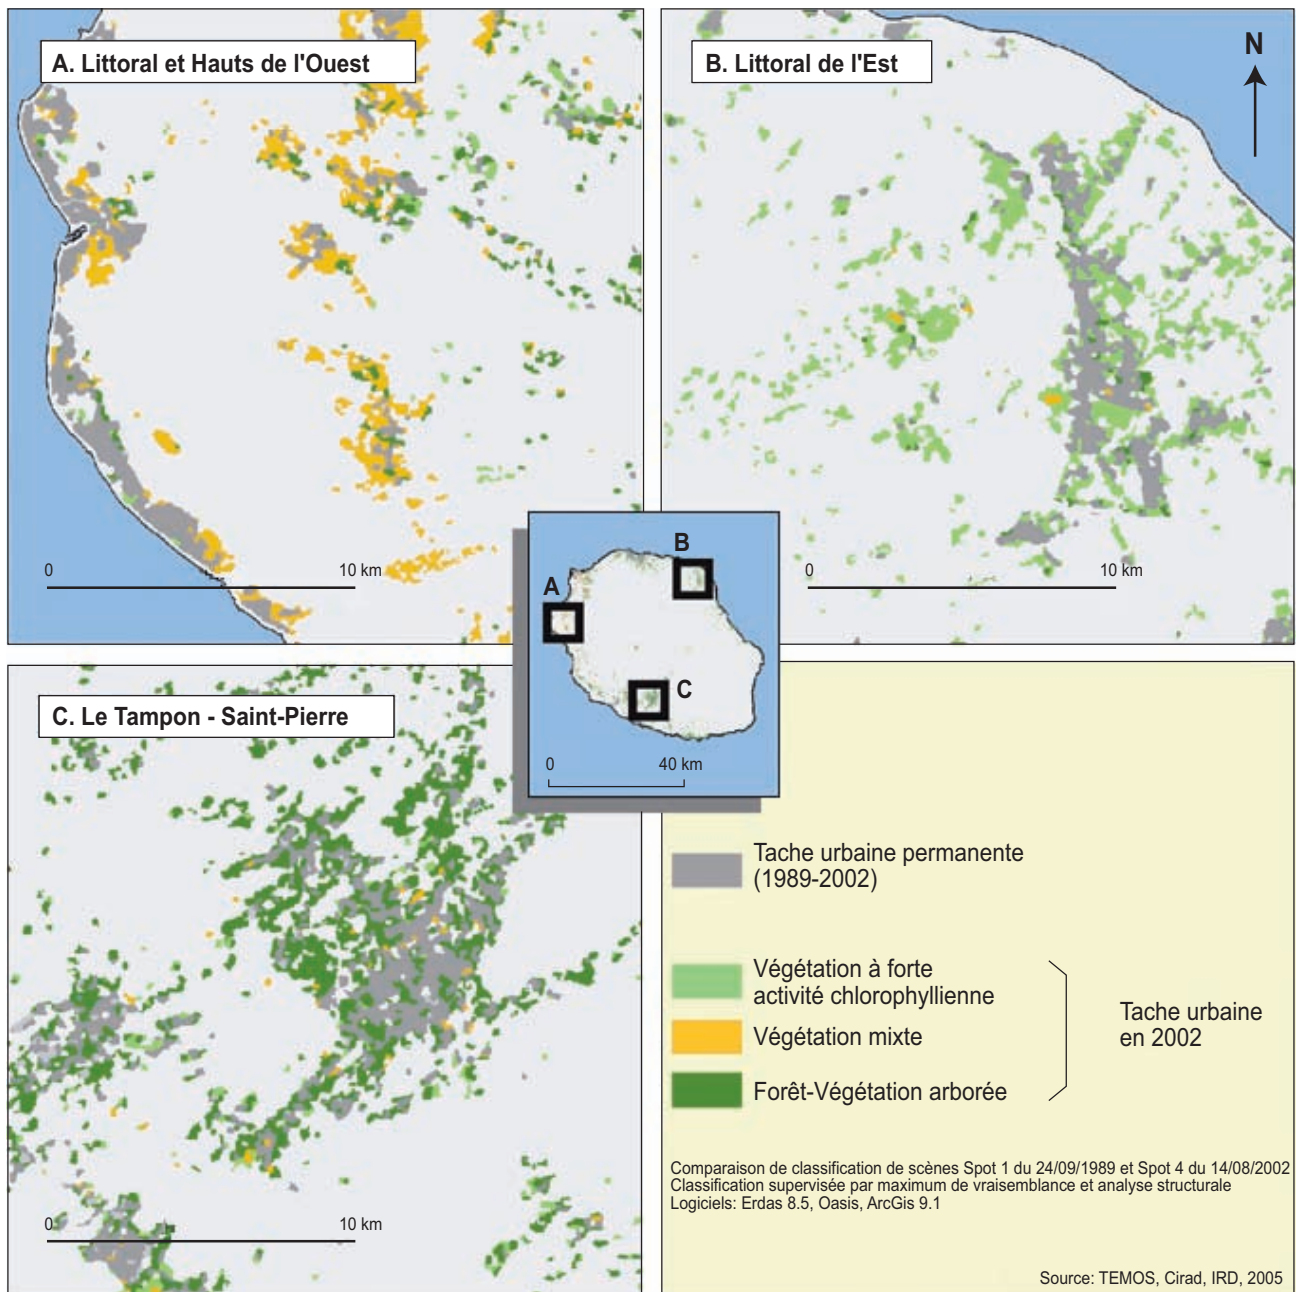 A. Littoral et Hauts de l'Ouest
B. Littoral de l'Est
N
0 10 km
0 10 km
A
B
C
0 40 km
C. Le Tampon - Saint-Pierre
0 10 km
Tache urbaine permanente
(1989-2002)
Végétation à forte
activité chlorophyllienne
Végétation mixte
Forêt-Végétation arborée
Tache urbaine
en 2002
Comparaison de classification de scènes Spot 1 du 24/09/1989 et Spot 4 du 14/08/2002
Classification supervisée par maximum de vraisemblance et analyse structurale
Logiciels: Erdas 8.5, Oasis, ArcGis 9.1
Source: TEMOS, Cirad, IRD, 2005